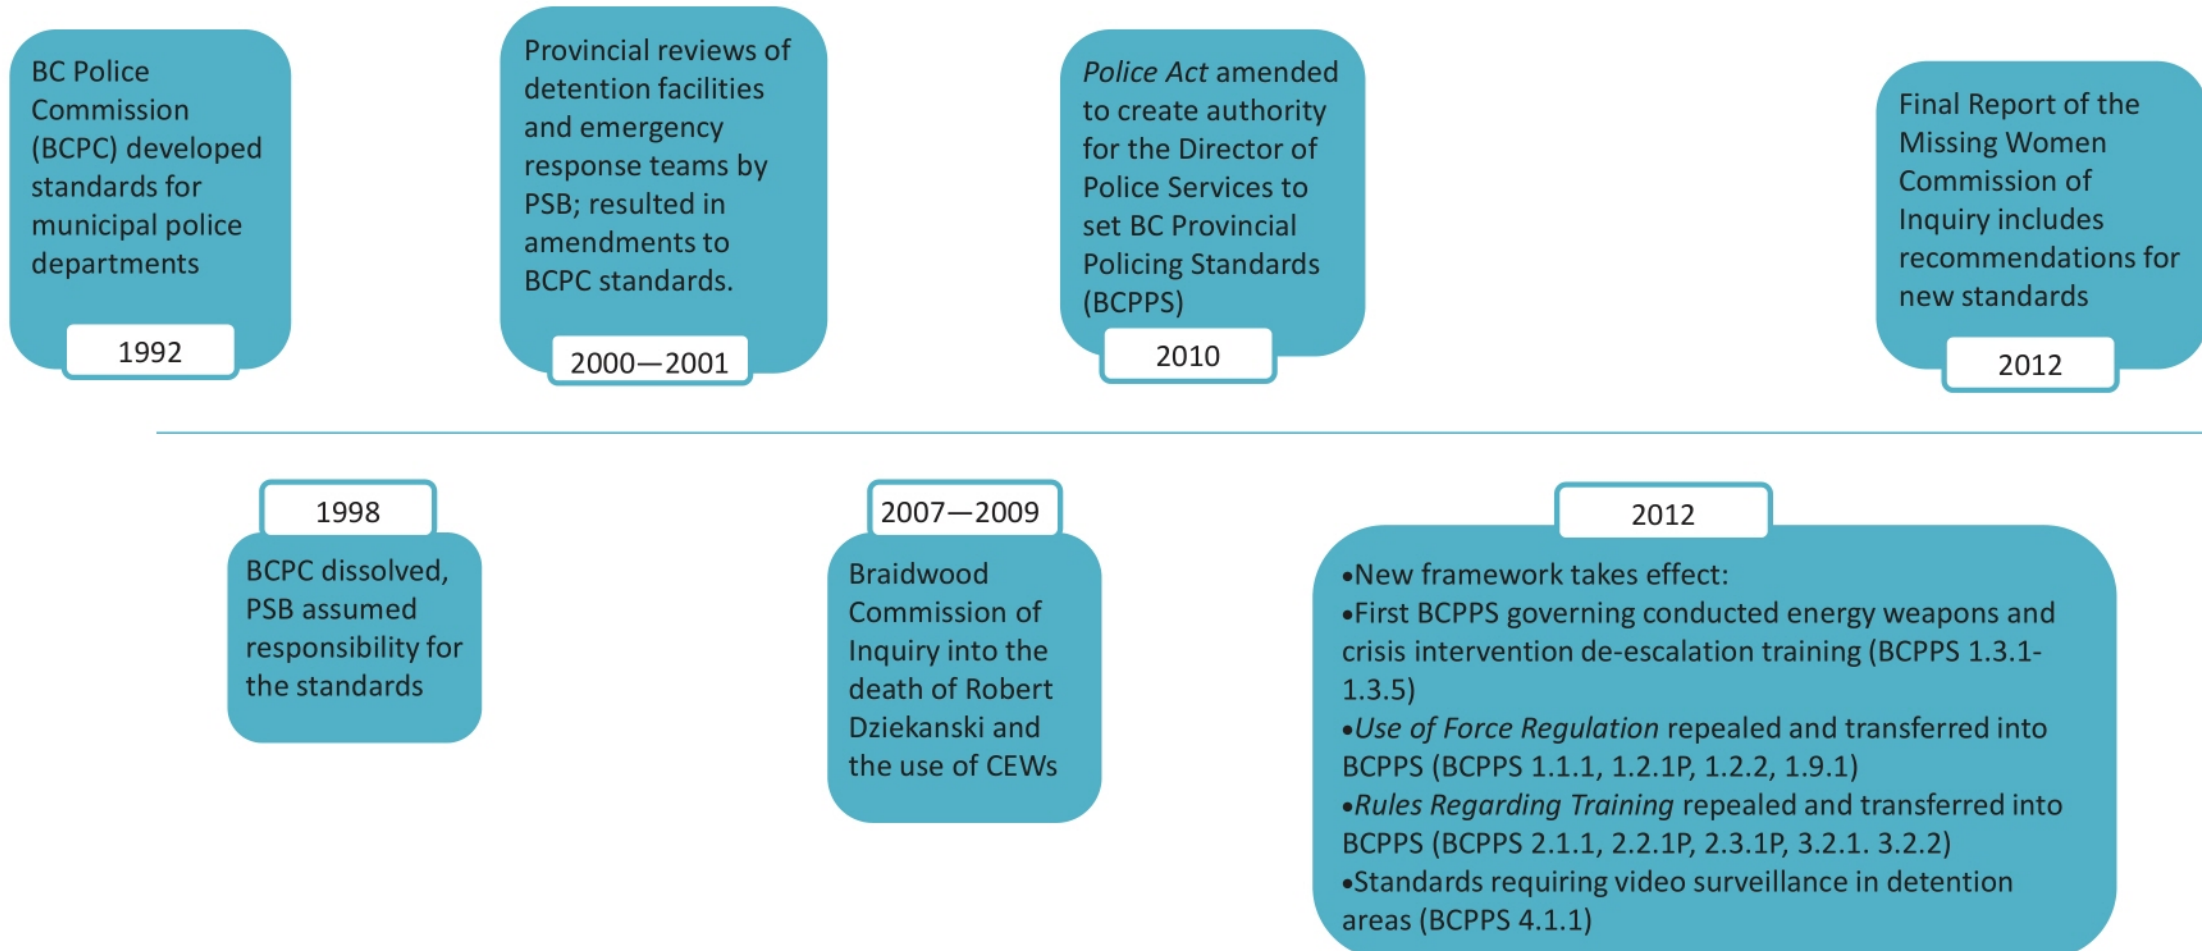 BC Police
Commission
(BCPC) developed
standards for
municipal police
departments
1992
Provincial reviews of
detention facilities
and emergency
response teams by
PSB; resulted in
amendments to
BCPC standards.
2000—2001
Police Act amended
to create authority
for the Director of
Police Services to
set BC Provincial
Policing Standards
(BCPPS)
2010
Final Report of the
Missing Women
Commission of
Inquiry includes
recommendations for
new standards
2012
1998
BCPC dissolved,
PSB assumed
responsibility for
the standards
2007—2009
Braidwood
Commission of
Inquiry into the
death of Robert
Dziekanski and
the use of CEWs
2012
•New framework takes effect:
•First BCPPS governing conducted energy weapons and
crisis intervention de-escalation training (BCPPS 1.3.1-
1.3.5)
•Use of Force Regulation repealed and transferred into
BCPPS (BCPPS 1.1.1, 1.2.1P, 1.2.2, 1.9.1)
•Rules Regarding Training repealed and transferred into
BCPPS (BCPPS 2.1.1, 2.2.1P, 2.3.1P, 3.2.1. 3.2.2)
•Standards requiring video surveillance in detention
areas (BCPPS 4.1.1)